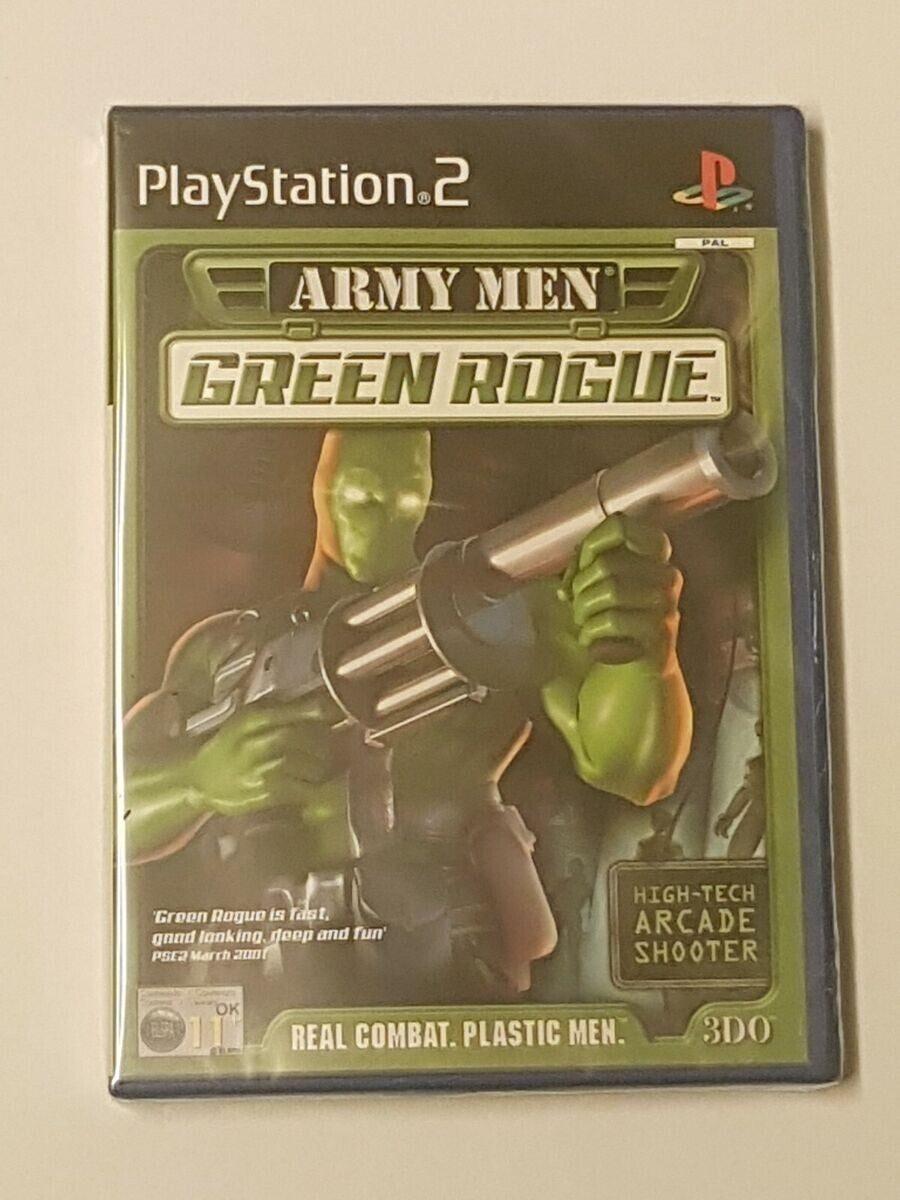 PlayStation®2
PAL
ARMY MEN®
GREEN ROGUE™
'Green Rogue is fast,
good looking, deep and fun'
PSE2 March 2001
HIGH-TECH
ARCADE
SHOOTER
OK
11+
REAL COMBAT. PLASTIC MEN.™
3DO™